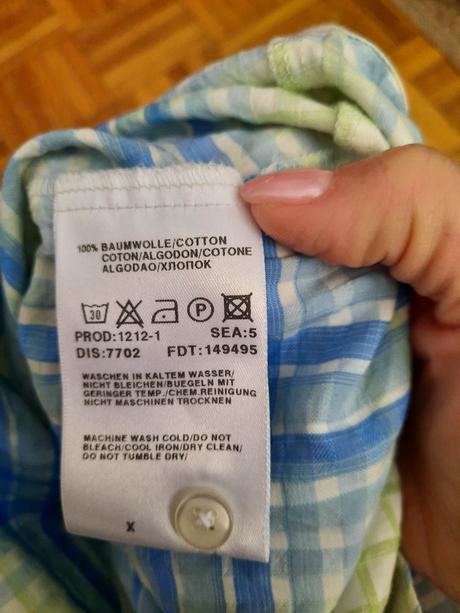 100% BAUMWOLLE/COTTON
COTON/ALGODON/COTONE
ALGODAO/ХЛОПОК
30 P
PROD:1212-1 SEA:5
DIS:7702 FDT:149495
WASCHEN IN KALTEM WASSER/
NICHT BLEICHEN/BUEGELN MIT
GERINGER TEMP./CHEM.REINIGUNG
NICHT MASCHINEN TROCKNEN
MACHINE WASH COLD/DO NOT
BLEACH/COOL IRON/DRY CLEAN/
DO NOT TUMBLE DRY/
X